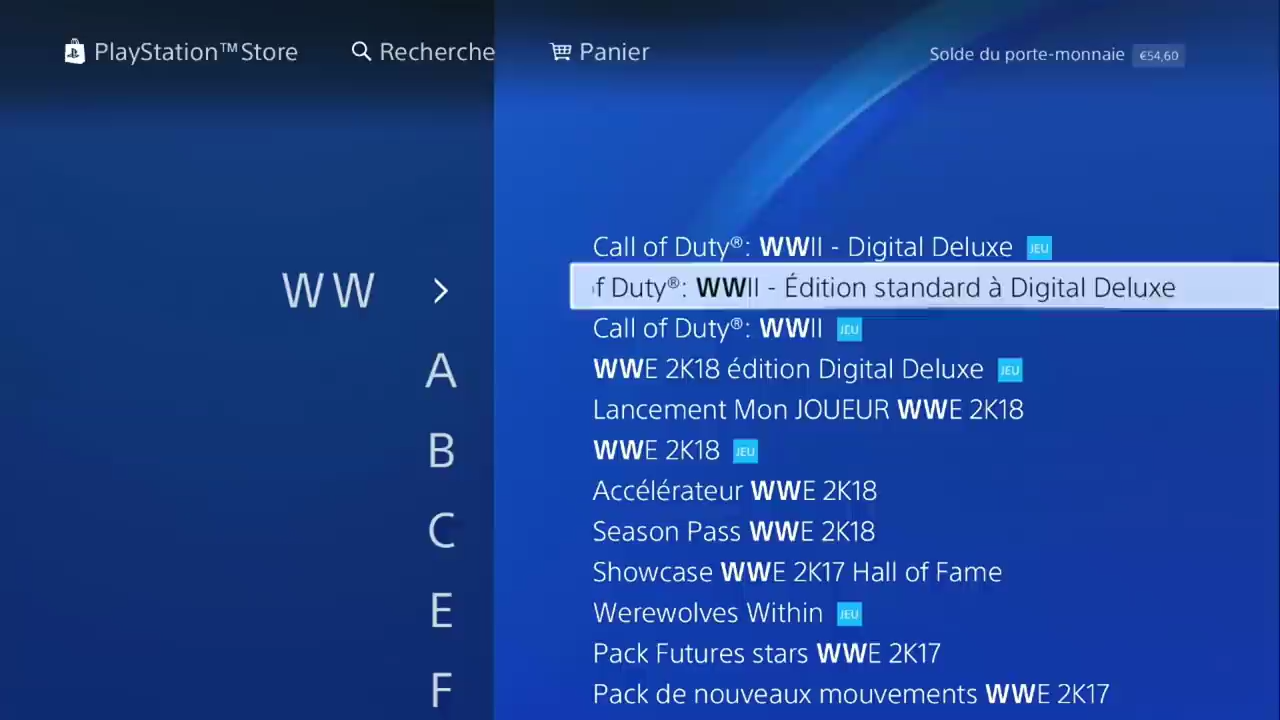 PlayStation™Store
Recherche
Panier
Solde du porte-monnaie €54,60
WW
A
B
C
E
F
Call of Duty®: WWII - Digital Deluxe JEU
f Duty®: WWII - Édition standard à Digital Deluxe
Call of Duty®: WWII JEU
WWE 2K18 édition Digital Deluxe JEU
Lancement Mon JOUEUR WWE 2K18
WWE 2K18 JEU
Accélérateur WWE 2K18
Season Pass WWE 2K18
Showcase WWE 2K17 Hall of Fame
Werewolves Within JEU
Pack Futures stars WWE 2K17
Pack de nouveaux mouvements WWE 2K17